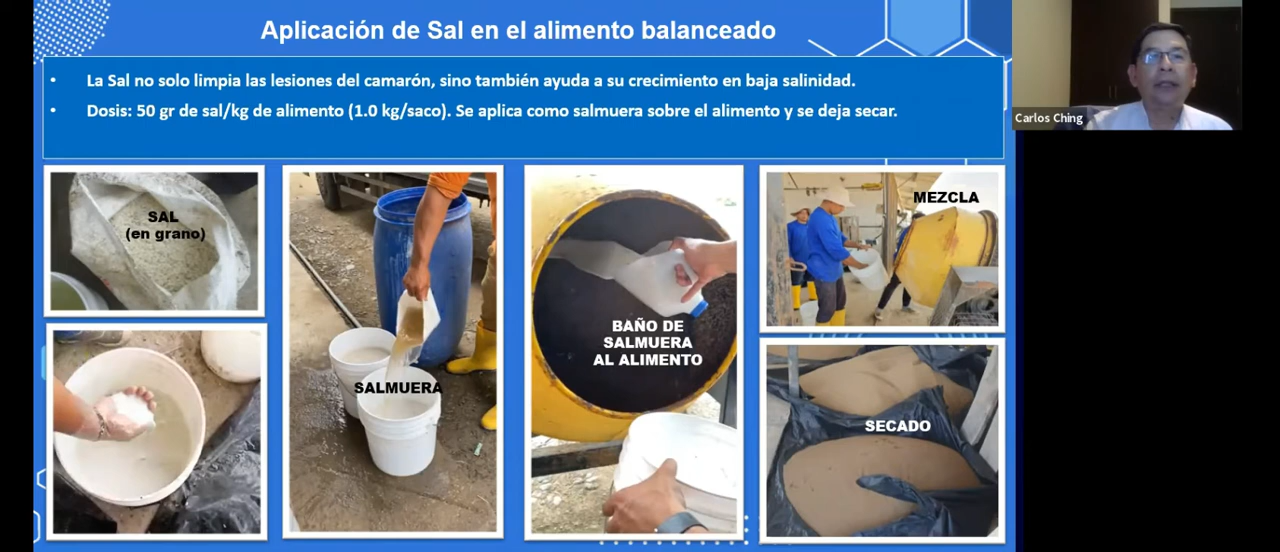 Aplicación de Sal en el alimento balanceado
• La Sal no solo limpia las lesiones del camarón, sino también ayuda a su crecimiento en baja salinidad.
• Dosis: 50 gr de sal/kg de alimento (1.0 kg/saco). Se aplica como salmuera sobre el alimento y se deja secar.
Carlos Ching
SAL
(en grano)
SALMUERA
BAÑO DE
SALMUERA
AL ALIMENTO
MEZCLA
SECADO